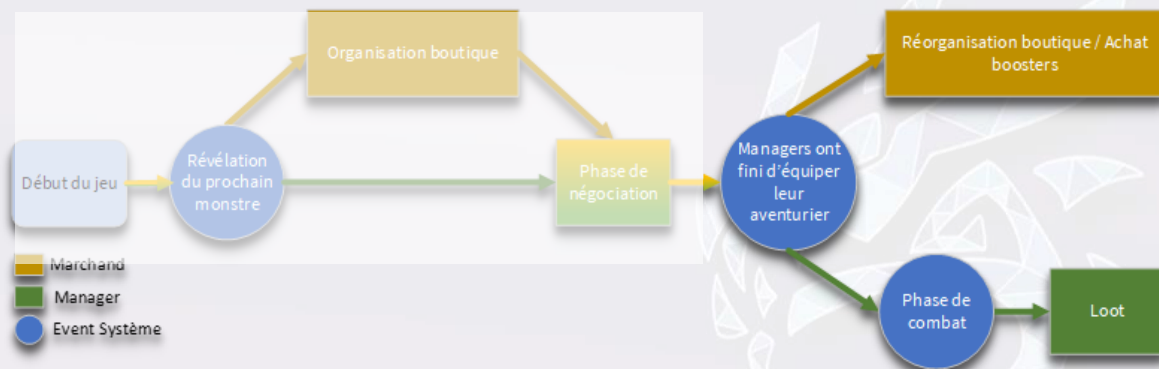 Organisation boutique
Réorganisation boutique / Achat
boosters
Début du jeu
Révélation
du prochain
monstre
Phase de
négociation
Managers ont
fini d'équiper
leur
aventurier
Marchand
Manager
Event Système
Phase de
combat
Loot